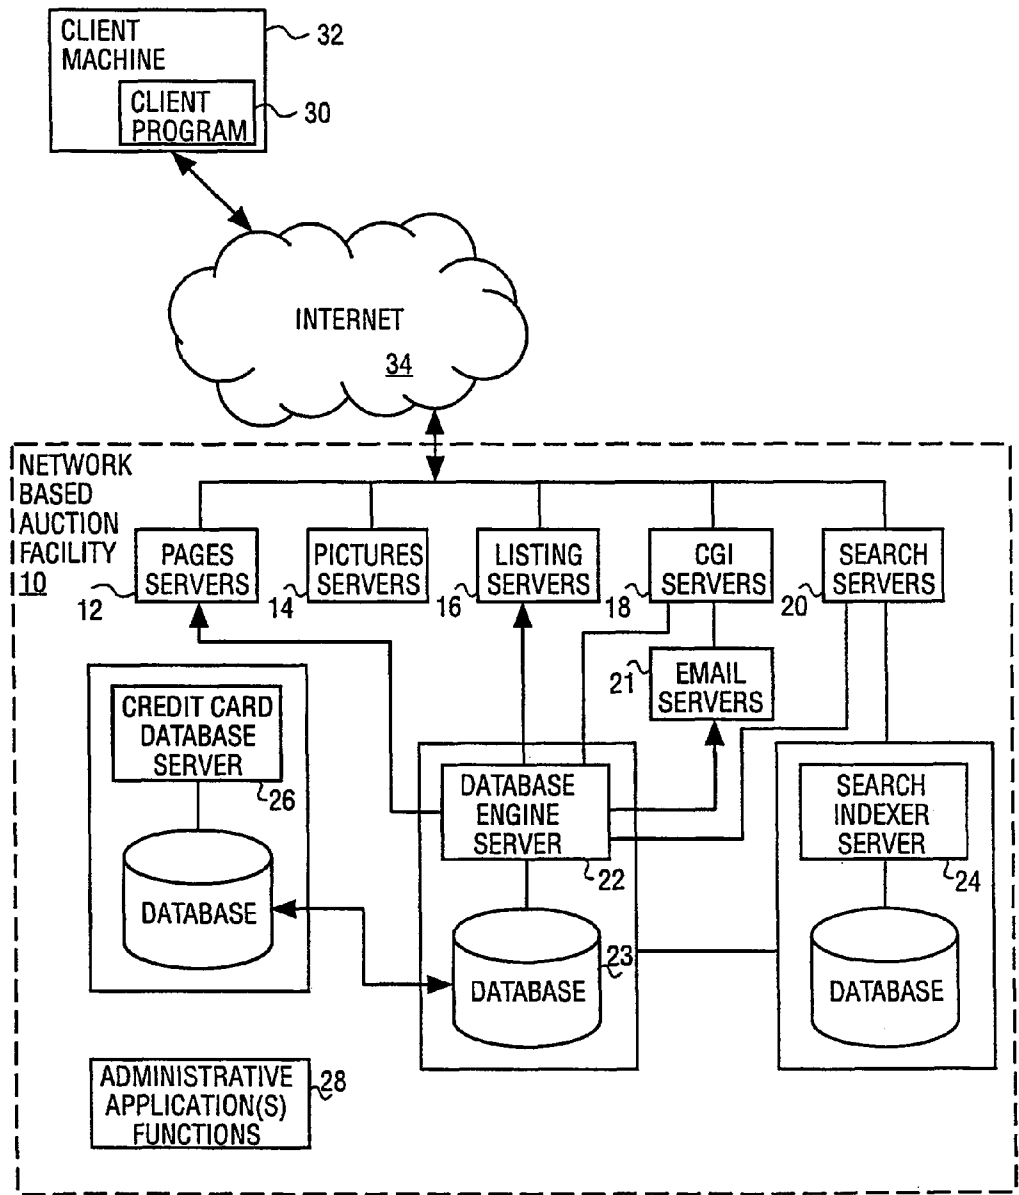 CLIENT
MACHINE
32
CLIENT
PROGRAM
30
INTERNET
34
NETWORK
BASED
AUCTION
FACILITY
10
PAGES
SERVERS
12
PICTURES
SERVERS
14
LISTING
SERVERS
16
CGI
SERVERS
18
SEARCH
SERVERS
20
EMAIL
SERVERS
21
CREDIT CARD
DATABASE
SERVER
26
DATABASE
DATABASE
ENGINE
SERVER
22
DATABASE
23
SEARCH
INDEXER
SERVER
24
DATABASE
ADMINISTRATIVE
APPLICATION(S)
FUNCTIONS
28